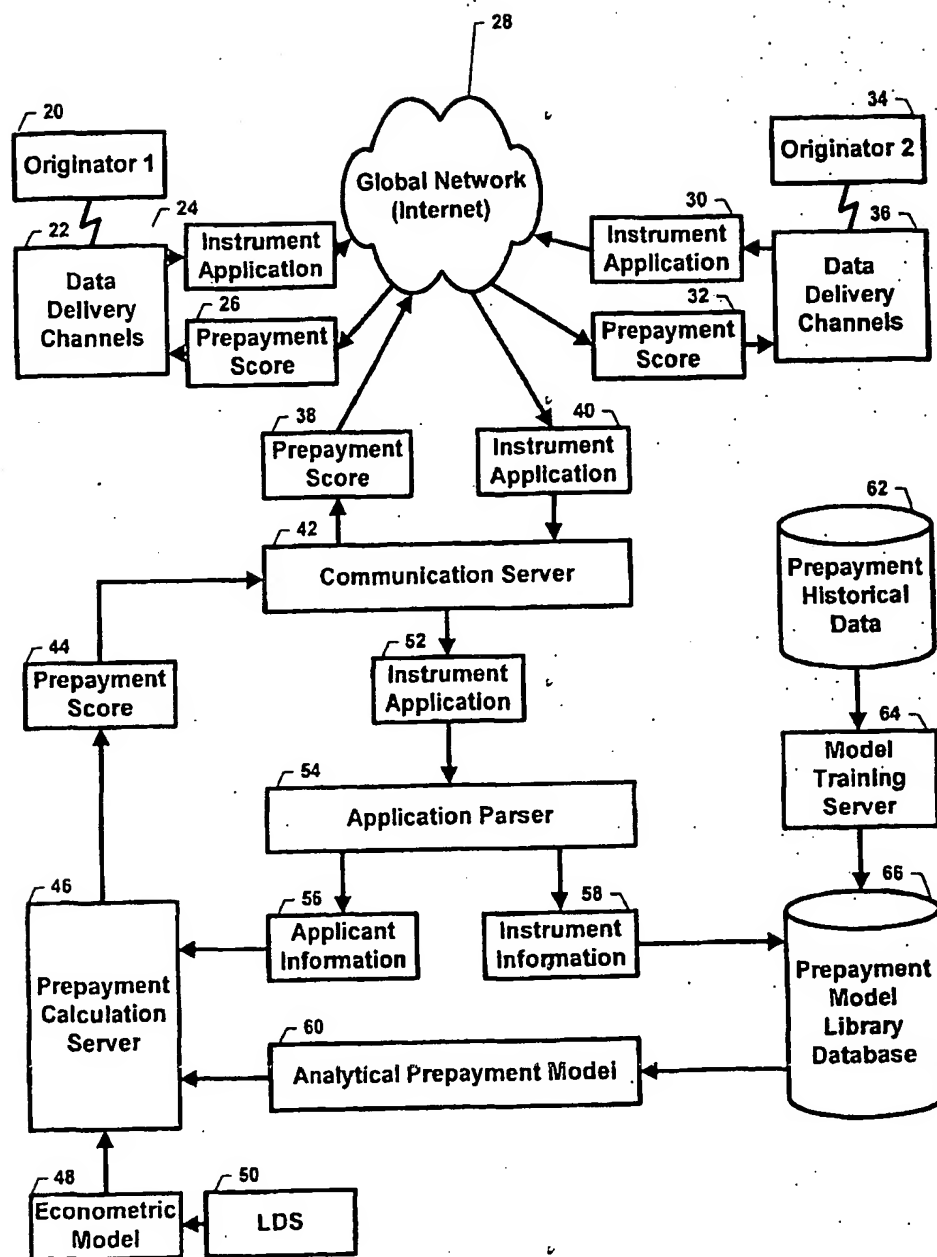 28
20
34
Originator 1
Originator 2
Global Network
(Internet)
24
30
22
36
Instrument
Application
Instrument
Application
Data
Delivery
Channels
Data
Delivery
Channels
26
32
Prepayment
Score
Prepayment
Score
38
40
Prepayment
Score
Instrument
Application
62
42
Communication Server
Prepayment
Historical
Data
44
52
Prepayment
Score
Instrument
Application
64
Model
Training
Server
54
Application Parser
46
56
58
66
Applicant
Information
Instrument
Information
Prepayment
Calculation
Server
Prepayment
Model
Library
Database
60
Analytical Prepayment Model
48
50
Econometric
Model
LDS